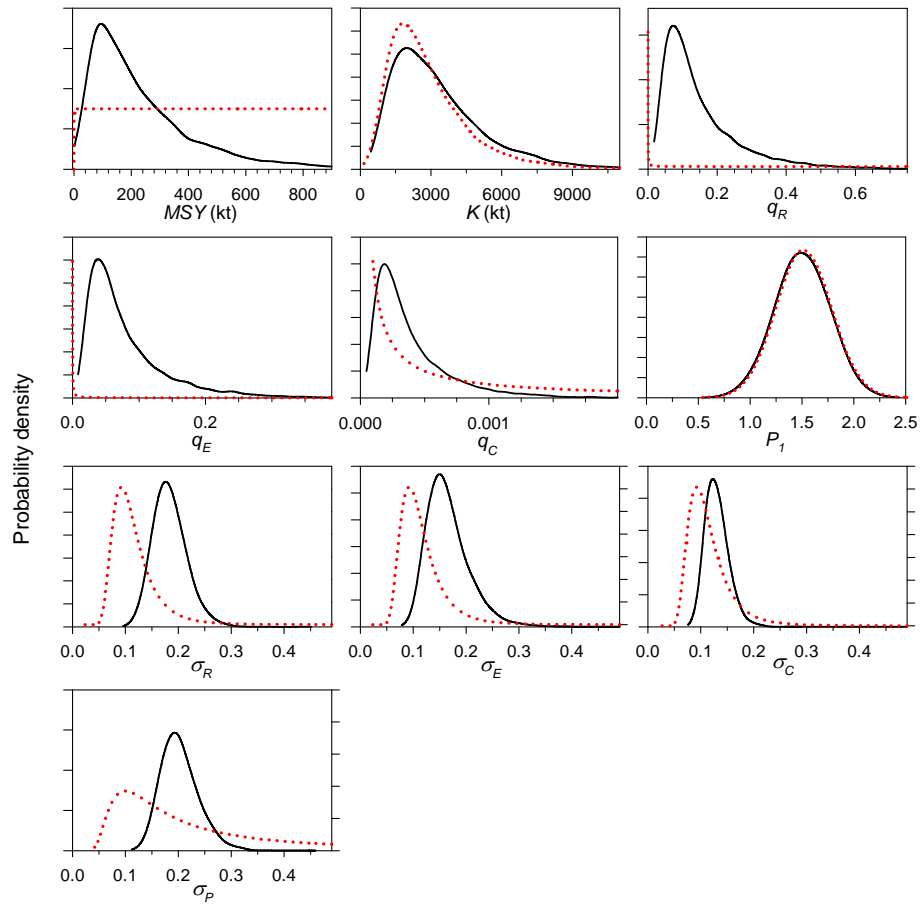 0 200 400 600 800
MSY (kt)
0 3000 6000 9000
K (kt)
0.0 0.2 0.4 0.6
q_R
0.0 0.2
q_E
0.000 0.001
q_C
0.0 0.5 1.0 1.5 2.0 2.5
P_1
Probability density
0.0 0.1 0.2 0.3 0.4
σ_R
0.0 0.1 0.2 0.3 0.4
σ_E
0.0 0.1 0.2 0.3 0.4
σ_C
0.0 0.1 0.2 0.3 0.4
σ_P